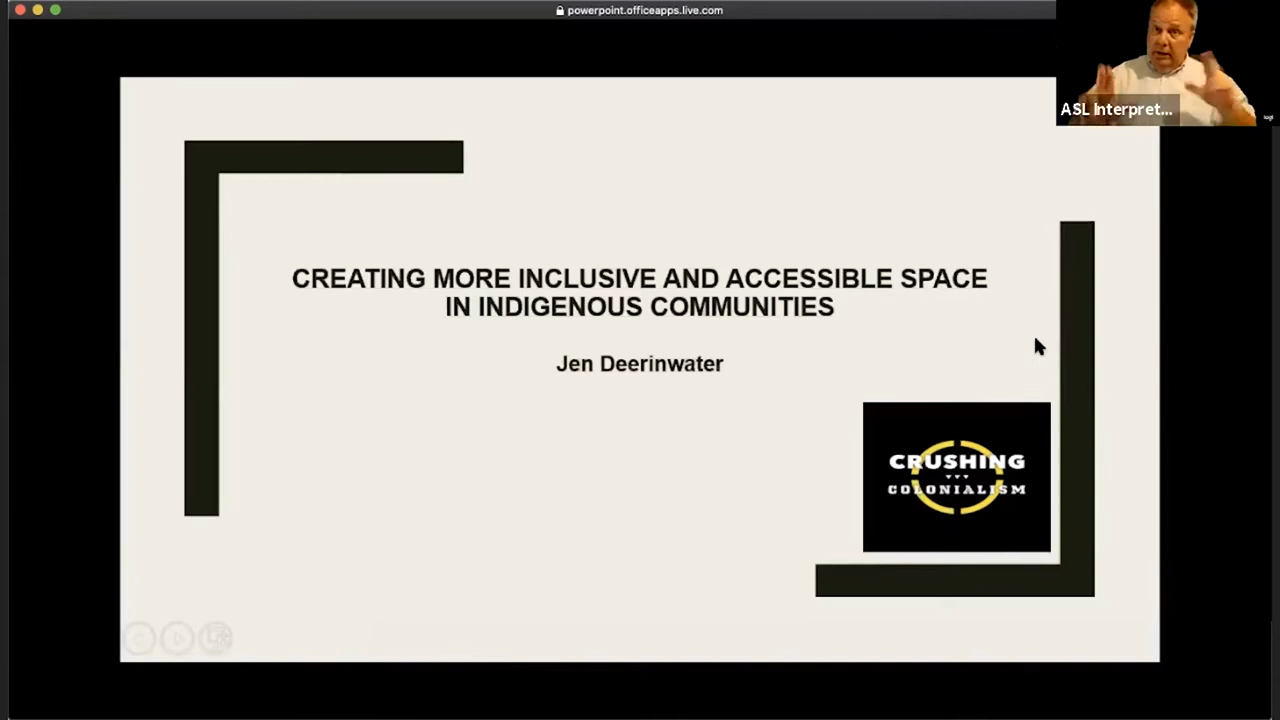 powerpoint.officeapps.live.com
ASL Interpret...
CREATING MORE INCLUSIVE AND ACCESSIBLE SPACE
IN INDIGENOUS COMMUNITIES
Jen Deerinwater
CRUSHING
COLONIALISM